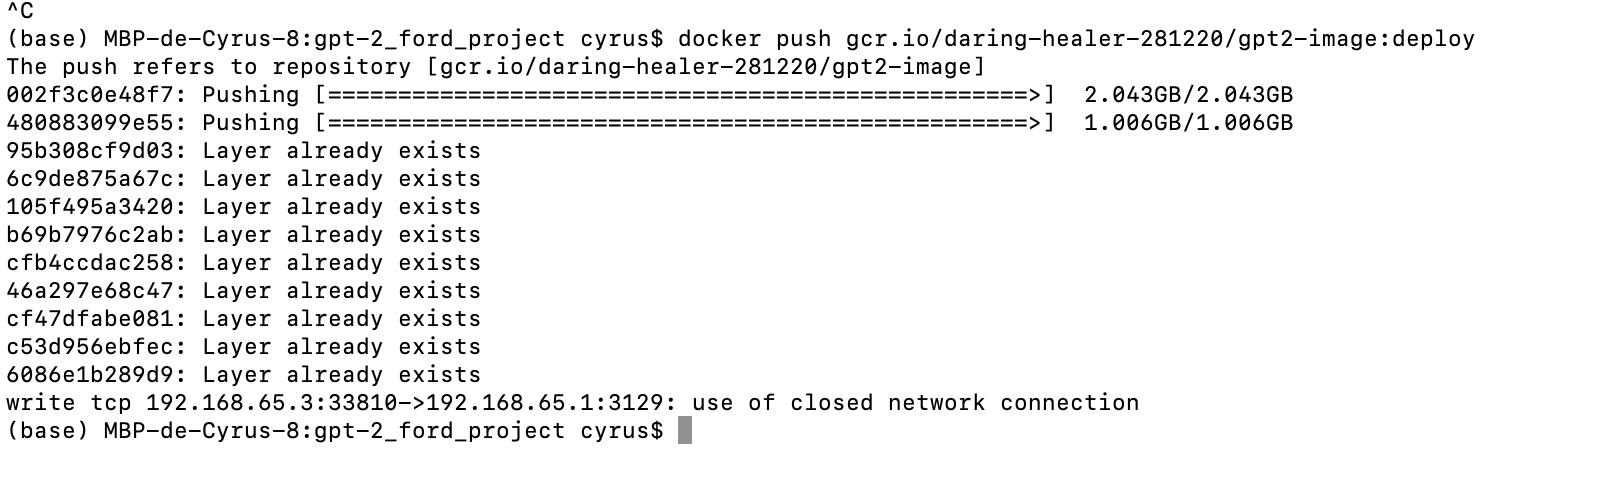 ^C
(base) MBP-de-Cyrus-8:gpt-2_ford_project cyrus$ docker push gcr.io/daring-healer-281220/gpt2-image:deploy
The push refers to repository [gcr.io/daring-healer-281220/gpt2-image]
002f3c0e48f7: Pushing [==================================================>]  2.043GB/2.043GB
480883099e55: Pushing [==================================================>]  1.006GB/1.006GB
95b308cf9d03: Layer already exists
6c9de875a67c: Layer already exists
105f495a3420: Layer already exists
b69b7976c2ab: Layer already exists
cfb4ccdac258: Layer already exists
46a297e68c47: Layer already exists
cf47dfabe081: Layer already exists
c53d956ebfec: Layer already exists
6086e1b289d9: Layer already exists
write tcp 192.168.65.3:33810->192.168.65.1:3129: use of closed network connection
(base) MBP-de-Cyrus-8:gpt-2_ford_project cyrus$